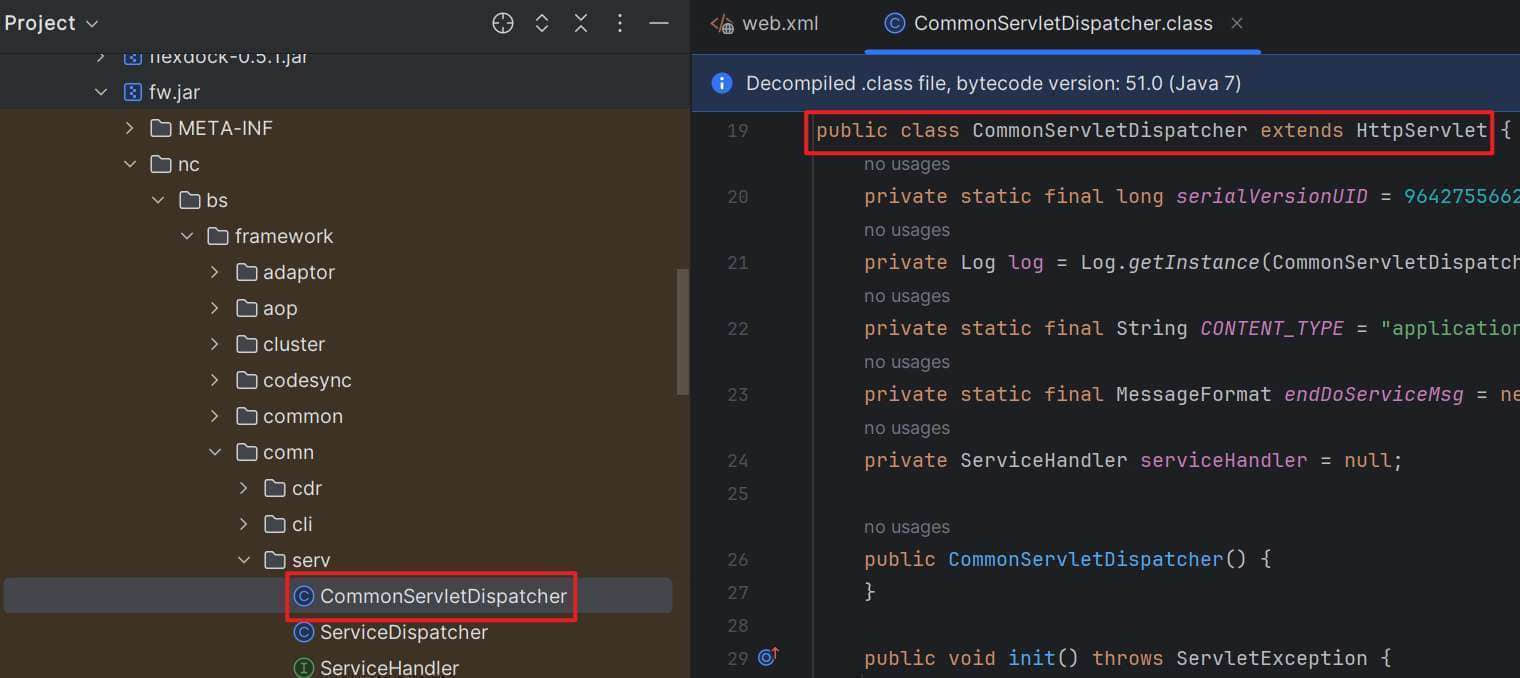 Project
flexdock-0.5.1.jar
fw.jar
META-INF
nc
bs
framework
adaptor
aop
cluster
codesync
common
comn
cdr
cli
serv
CommonServletDispatcher
ServiceDispatcher
ServiceHandler
web.xml
CommonServletDispatcher.class
Decompiled .class file, bytecode version: 51.0 (Java 7)
19 public class CommonServletDispatcher extends HttpServlet {
no usages
20 private static final long serialVersionUID = 9642755662
no usages
21 private Log log = Log.getInstance(CommonServletDispatch
no usages
22 private static final String CONTENT_TYPE = "application
no usages
23 private static final MessageFormat endDoServiceMsg = ne
no usages
24 private ServiceHandler serviceHandler = null;
25
no usages
26 public CommonServletDispatcher() {
27 }
28
29 public void init() throws ServletException {